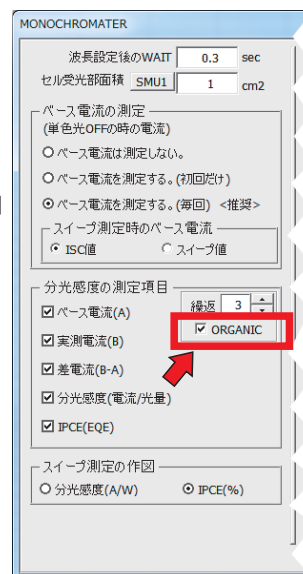 MONOCHROMATER
波長設定後のWAIT 0.3 sec
セル受光部面積 SMU1 1 cm2
ベース電流の測定
(単色光OFFの時の電流)
ベース電流は測定しない。
ベース電流を測定する。(初回だけ)
ベース電流を測定する。(毎回) <推奨>
スイープ測定時のベース電流
ISC値 スイープ値
分光感度の測定項目
繰返 3
ベース電流(A)
ORGANIC
実測電流(B)
差電流(B-A)
分光感度(電流/光量)
IPCE(EQE)
スイープ測定の作図
分光感度(A/W) IPCE(%)